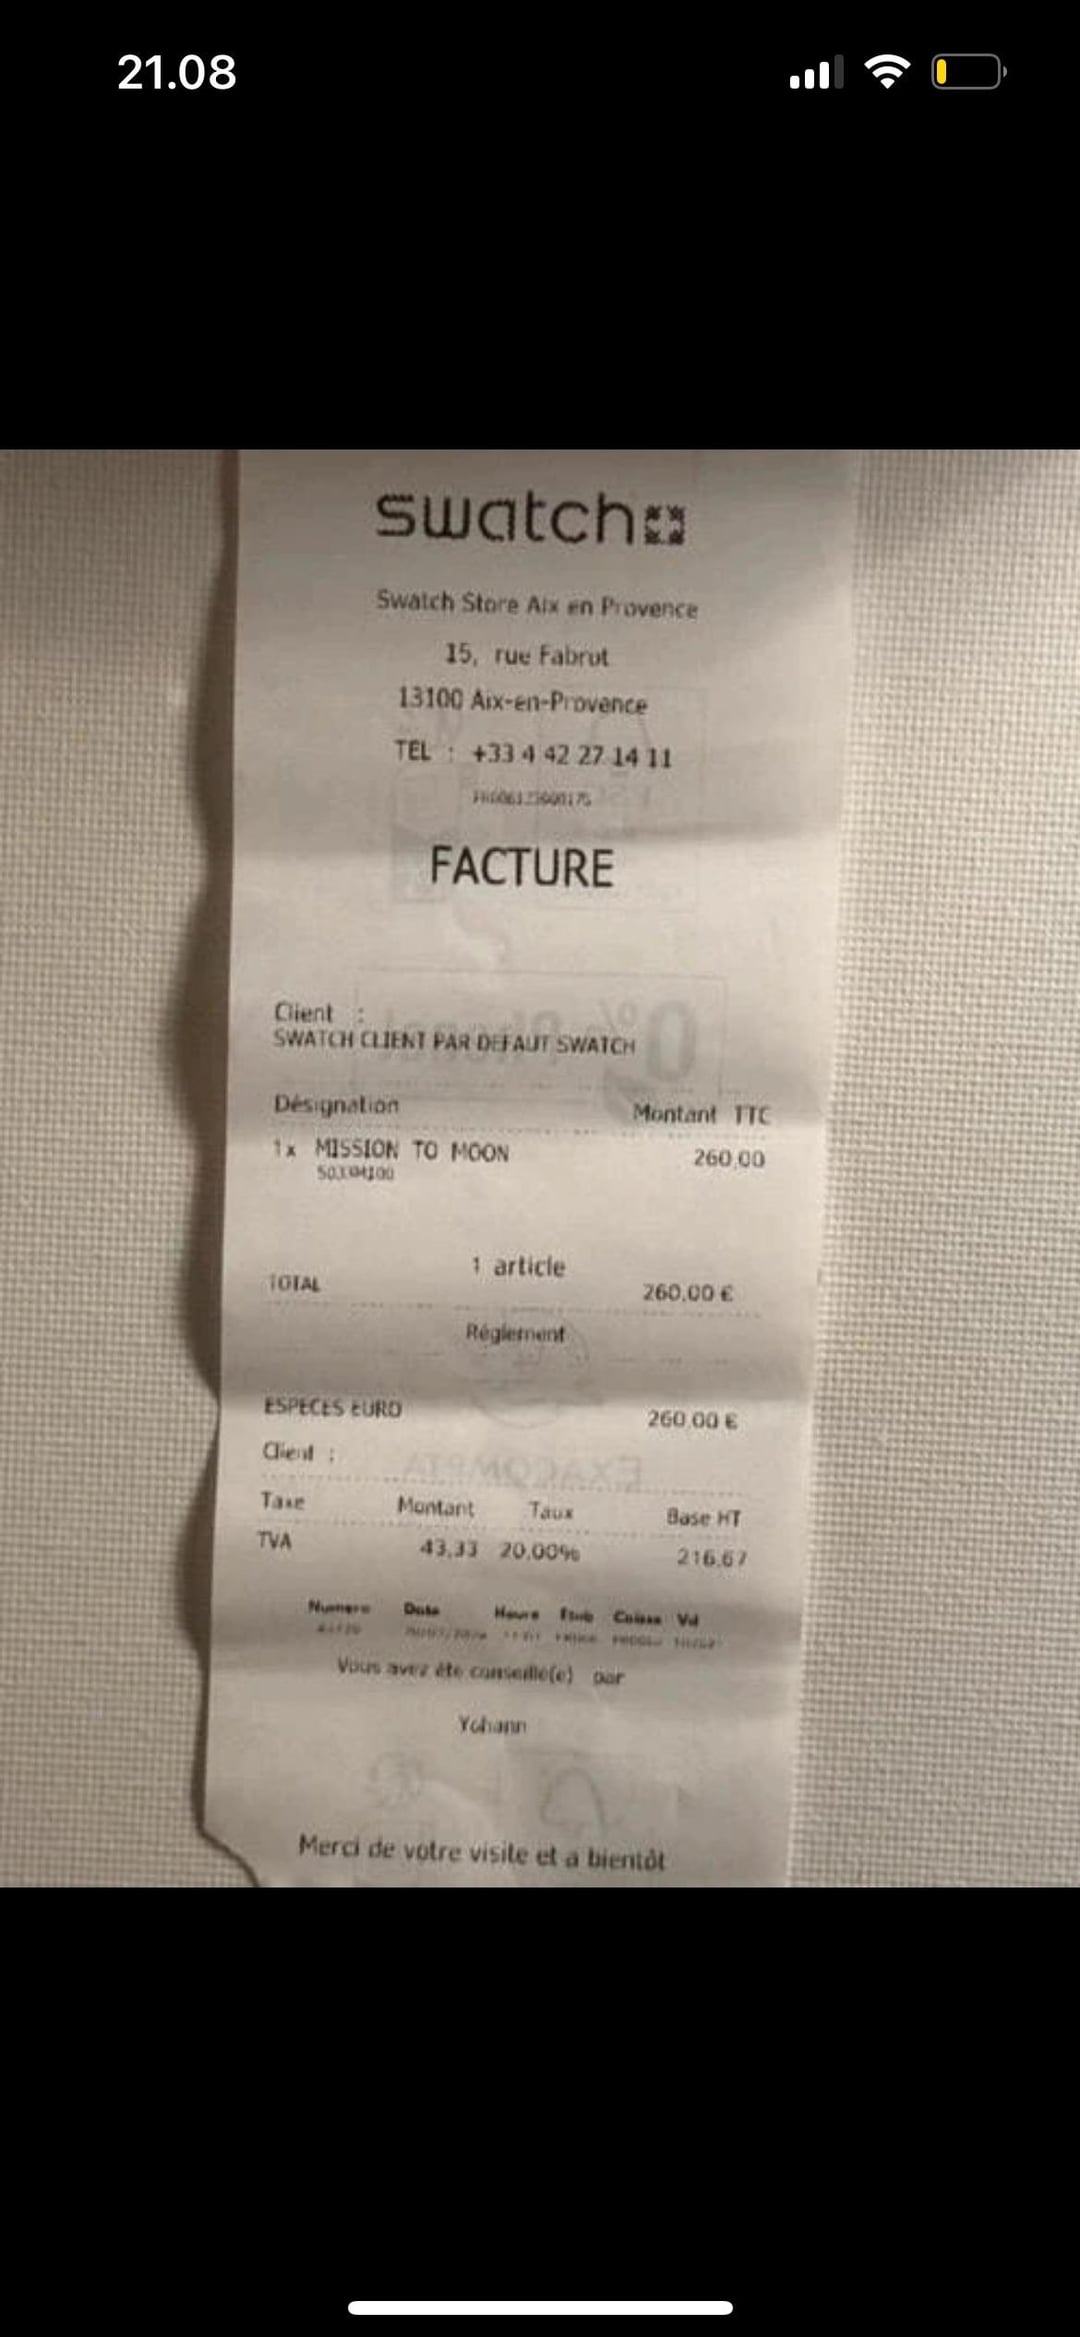 21.08
swatch
Swatch Store Aix en Provence
15, rue Fabrot
13100 Aix-en-Provence
TEL : +33 4 42 27 14 11
FACTURE
Client :
SWATCH CLIENT PAR DEFAUT SWATCH
Désignation Montant TTC
1x MISSION TO MOON 260,00
1 article
TOTAL 260,00 €
Réglement
ESPECES EURO 260,00 €
Client :
EXACOMPTA
Taxe Montant Taux Base HT
TVA 43,33 20.00% 216,67
Numero Date Heure Etab Caisse Vd
Vous avez été conseillé(e) par
Yohann
Merci de votre visite et a bientôt